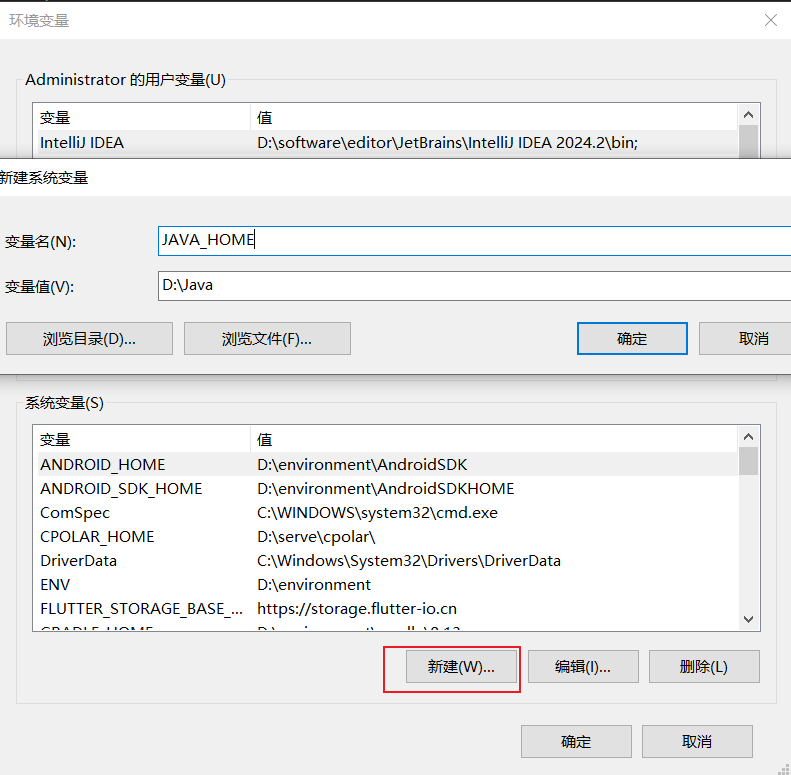 环境变量
Administrator 的用户变量(U)
变量 值
IntelliJ IDEA D:\software\editor\JetBrains\IntelliJ IDEA 2024.2\bin;
新建系统变量
变量名(N): JAVA_HOME
变量值(V): D:\Java
浏览目录(D)... 浏览文件(F)... 确定 取消
系统变量(S)
变量 值
ANDROID_HOME D:\environment\AndroidSDK
ANDROID_SDK_HOME D:\environment\AndroidSDKHOME
ComSpec C:\WINDOWS\system32\cmd.exe
CPOLAR_HOME D:\serve\cpolar\
DriverData C:\Windows\System32\Drivers\DriverData
ENV D:\environment
FLUTTER_STORAGE_BASE_... https://storage.flutter-io.cn
新建(W)... 编辑(I)... 删除(L)
确定 取消